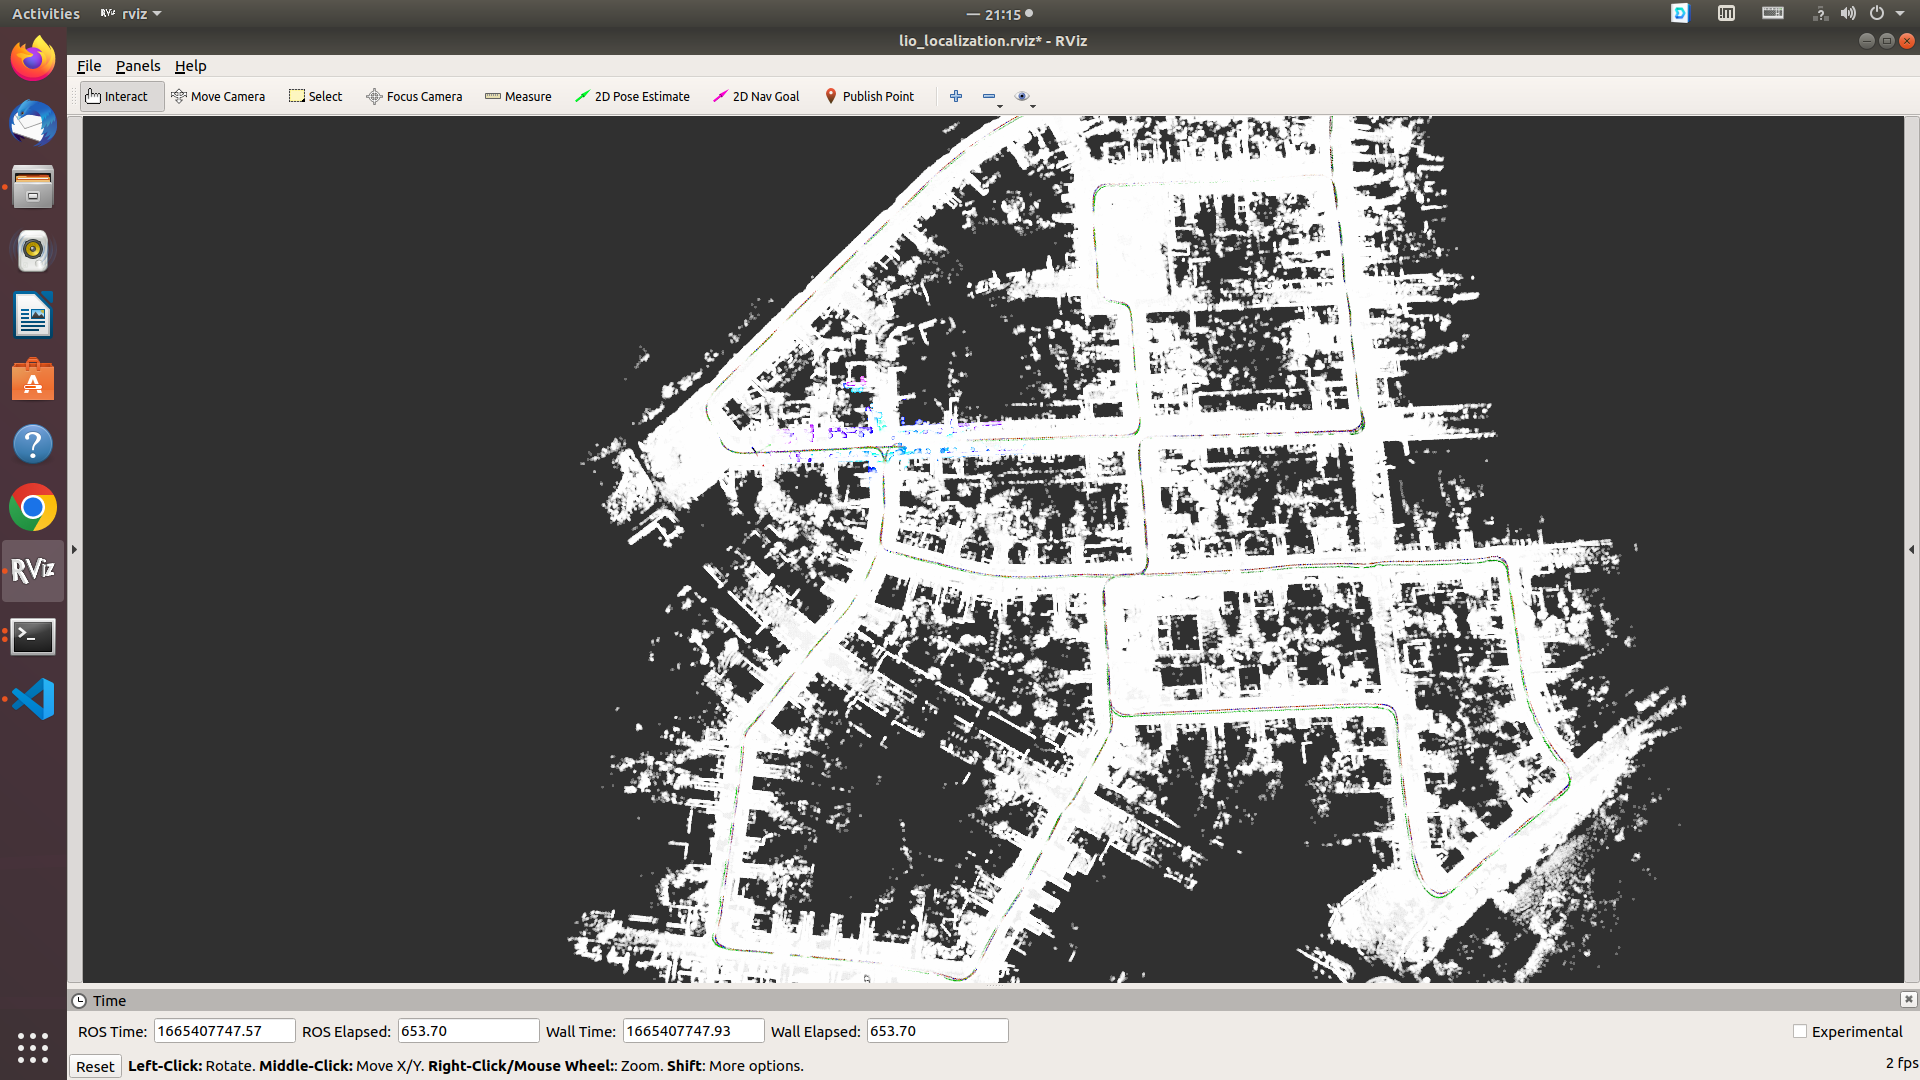 Activities RViz rviz — 21:15
lio_localization.rviz* - RViz
File Panels Help
Interact Move Camera Select Focus Camera Measure 2D Pose Estimate 2D Nav Goal Publish Point
RViz
Time
ROS Time: 1665407747.57 ROS Elapsed: 653.70 Wall Time: 1665407747.93 Wall Elapsed: 653.70 Experimental
Reset Left-Click: Rotate. Middle-Click: Move X/Y. Right-Click/Mouse Wheel:: Zoom. Shift: More options. 2 fps